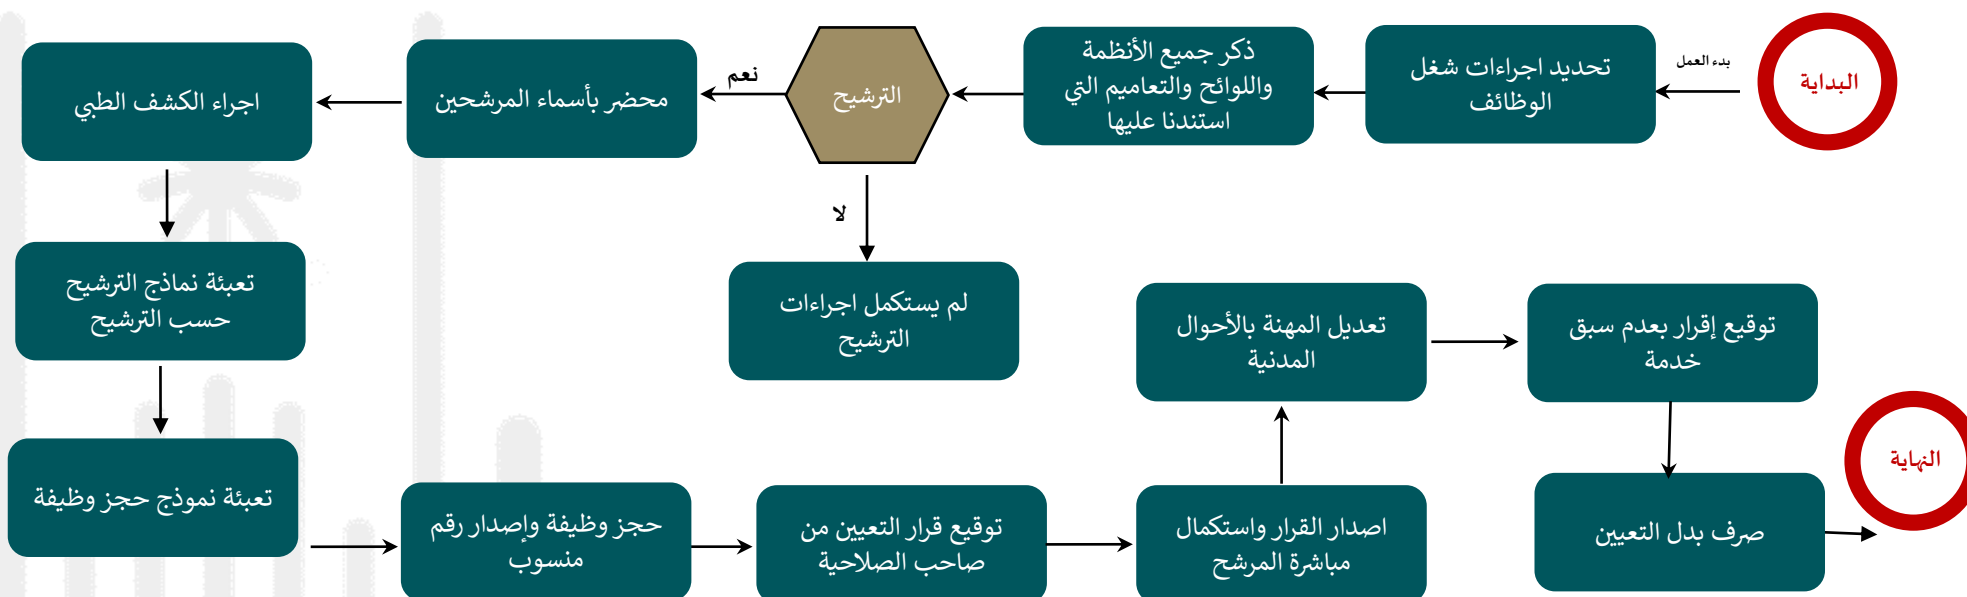 البداية
بدء العمل
تحديد اجراءات شغل
الوظائف
ذكر جميع الأنظمة
واللوائح والتعاميم التي
استندنا عليها
الترشيح
نعم
محضر بأسماء المرشحين
اجراء الكشف الطبي
لا
لم يستكمل اجراءات
الترشيح
تعبئة نماذج الترشيح
حسب الترشيح
تعبئة نموذج حجز وظيفة
حجز وظيفة وإصدار رقم
منسوب
توقيع قرار التعيين من
صاحب الصلاحية
اصدار القرار واستكمال
مباشرة المرشح
تعديل المهنة بالأحوال
المدنية
توقيع إقرار بعدم سبق
خدمة
صرف بدل التعيين
النهاية